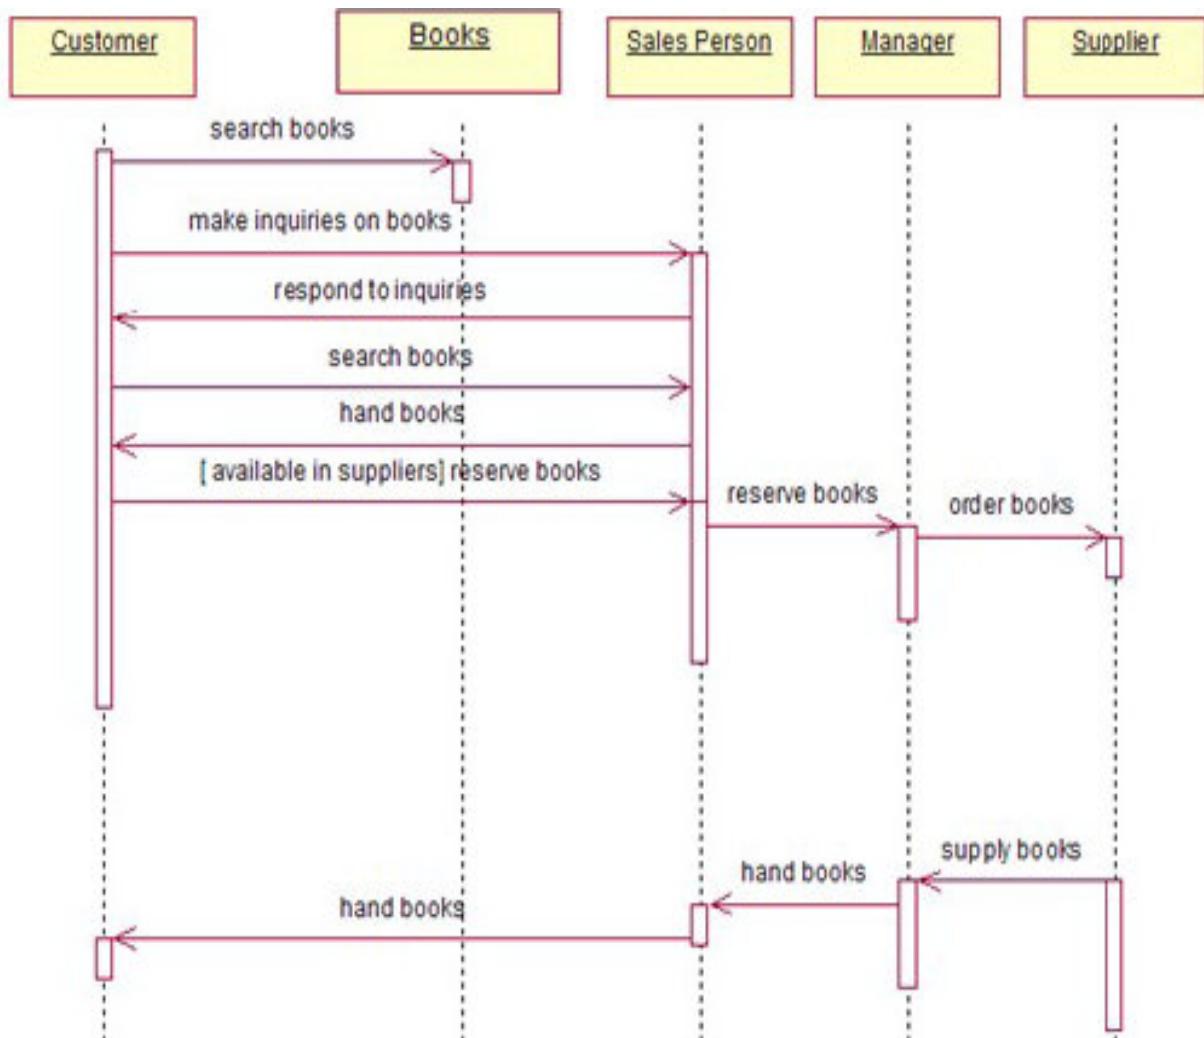 Customer
Books
Sales Person
Manager
Supplier
search books
make inquiries on books
respond to inquiries
search books
hand books
[ available in suppliers] reserve books
reserve books
order books
supply books
hand books
hand books